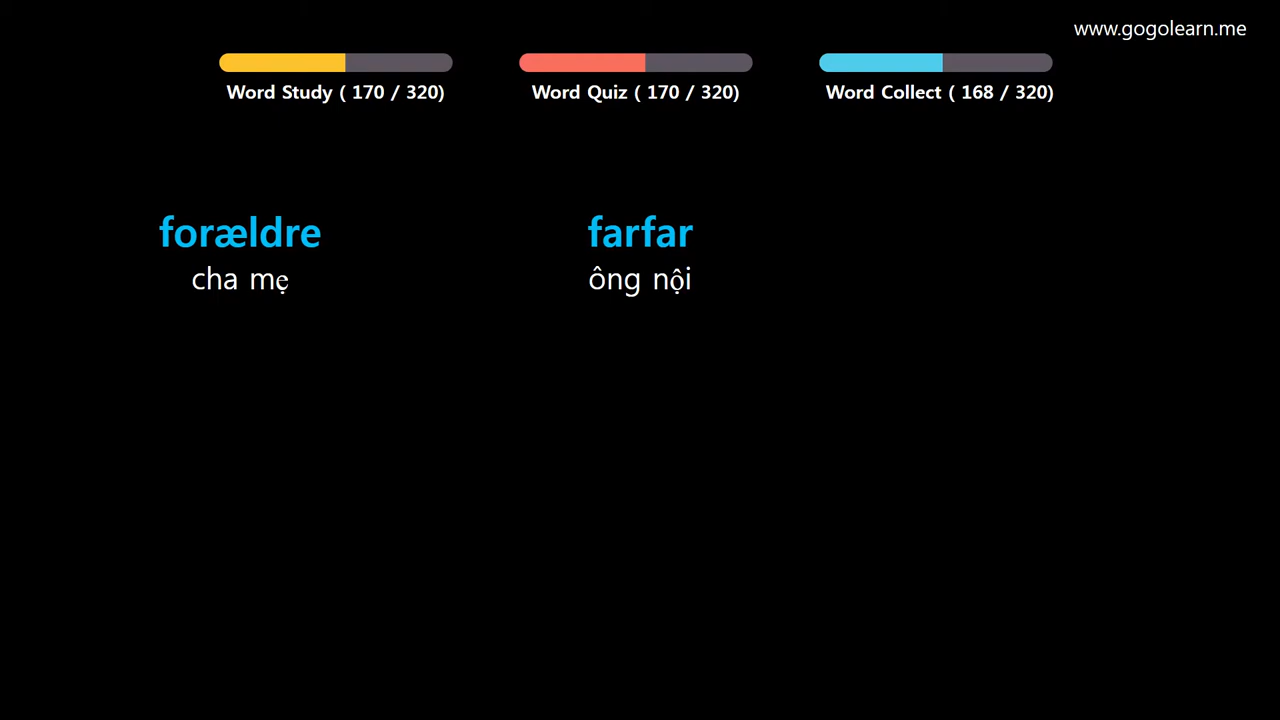 www.gogolearn.me
Word Study ( 170 / 320)
Word Quiz ( 170 / 320)
Word Collect ( 168 / 320)
forældre
cha mẹ
farfar
ông nội